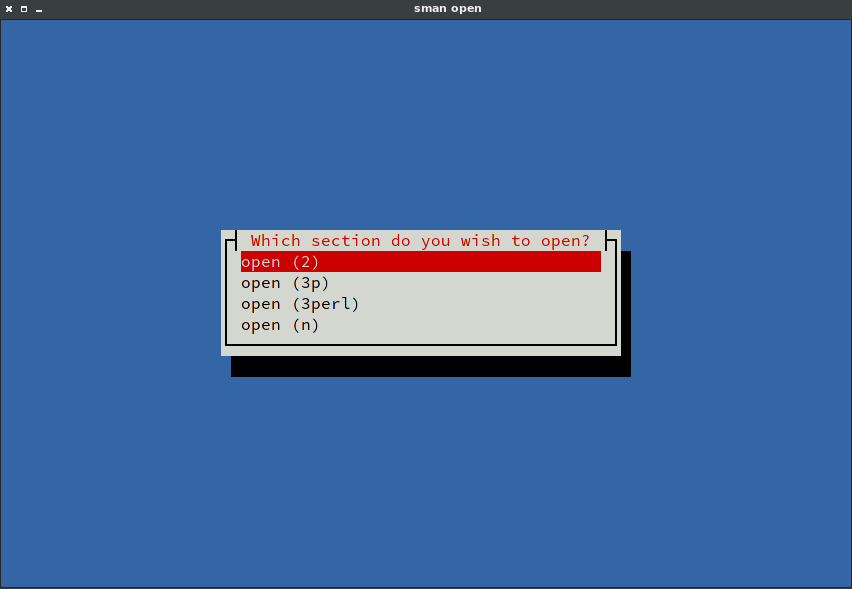 sman open
Which section do you wish to open?
open (2)
open (3p)
open (3perl)
open (n)